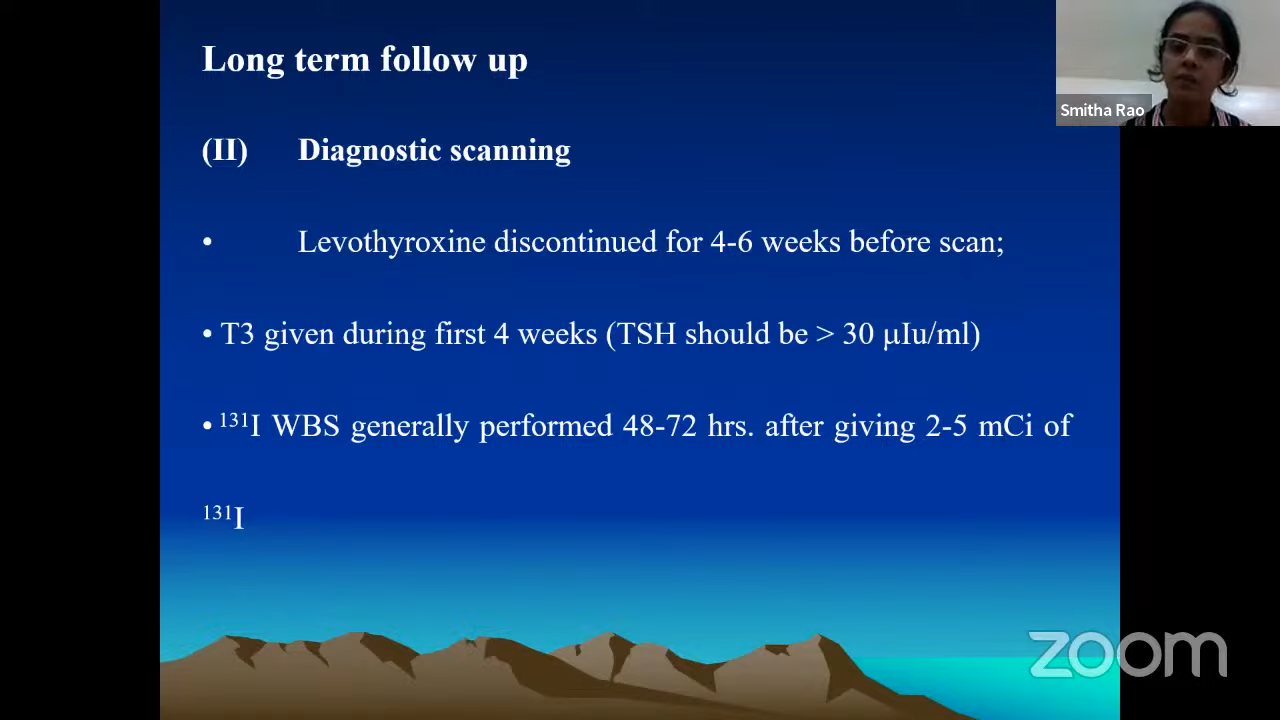 Long term follow up
Smitha Rao
(II) Diagnostic scanning
• Levothyroxine discontinued for 4-6 weeks before scan;
• T3 given during first 4 weeks (TSH should be > 30 μIu/ml)
• ¹³¹I WBS generally performed 48-72 hrs. after giving 2-5 mCi of
¹³¹I
zoom